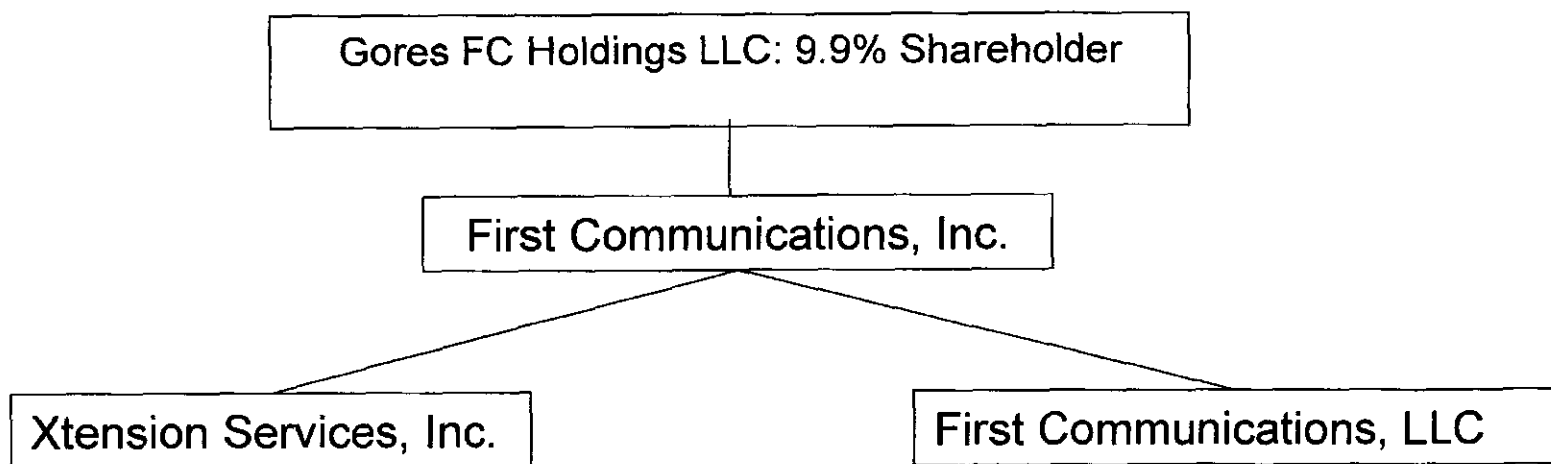 Gores FC Holdings LLC: 9.9% Shareholder
First Communications, Inc.
Xtension Services, Inc.
First Communications, LLC